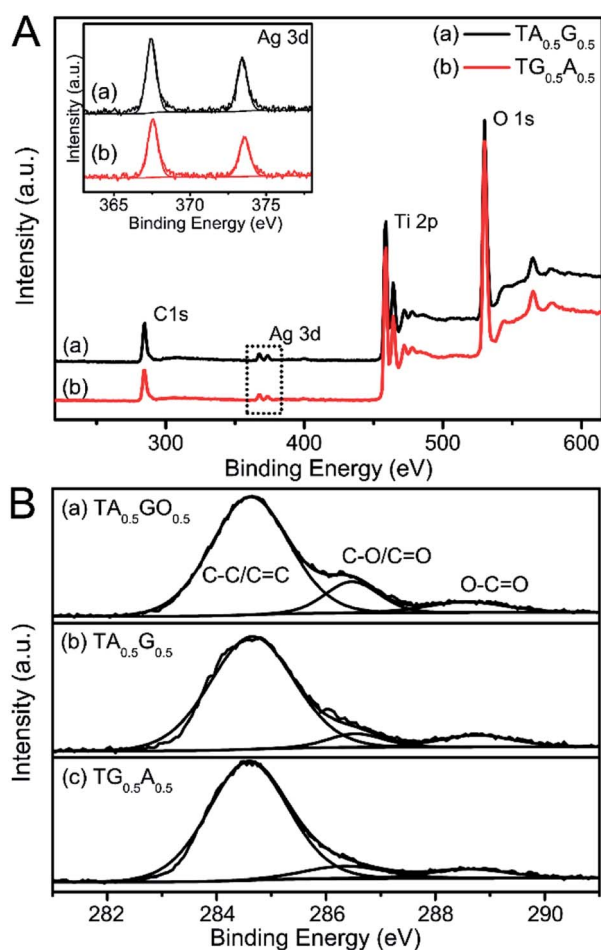 A
Ag 3d
(a)
(b)
Intensity (a.u.)
365 370 375
Binding Energy (eV)
(a) TA0.5G0.5
(b) TG0.5A0.5
O 1s
Ti 2p
C1s
Ag 3d
(a)
(b)
Intensity (a.u.)
300 400 500 600
Binding Energy (eV)
B
(a) TA0.5GO0.5
C-O/C=O
C-C/C=C
O-C=O
(b) TA0.5G0.5
(c) TG0.5A0.5
Intensity (a.u.)
282 284 286 288 290
Binding Energy (eV)